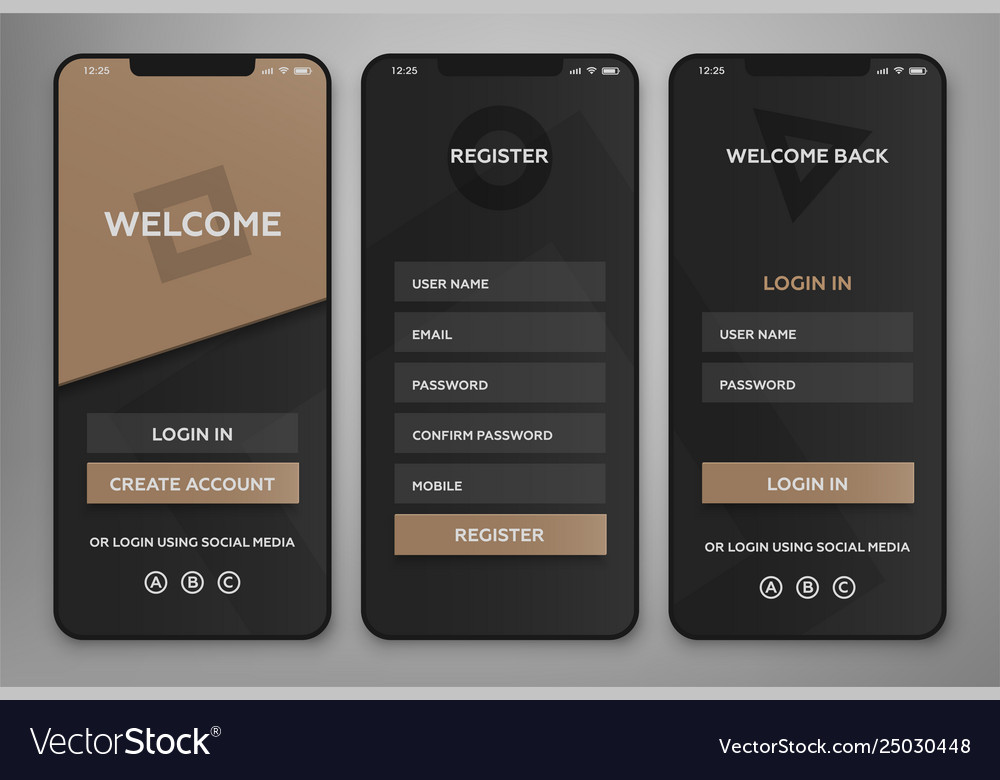 12:25
WELCOME
LOGIN IN
CREATE ACCOUNT
OR LOGIN USING SOCIAL MEDIA
A B C
12:25
REGISTER
USER NAME
EMAIL
PASSWORD
CONFIRM PASSWORD
MOBILE
REGISTER
12:25
WELCOME BACK
LOGIN IN
USER NAME
PASSWORD
LOGIN IN
OR LOGIN USING SOCIAL MEDIA
A B C
VectorStock®
VectorStock.com/25030448